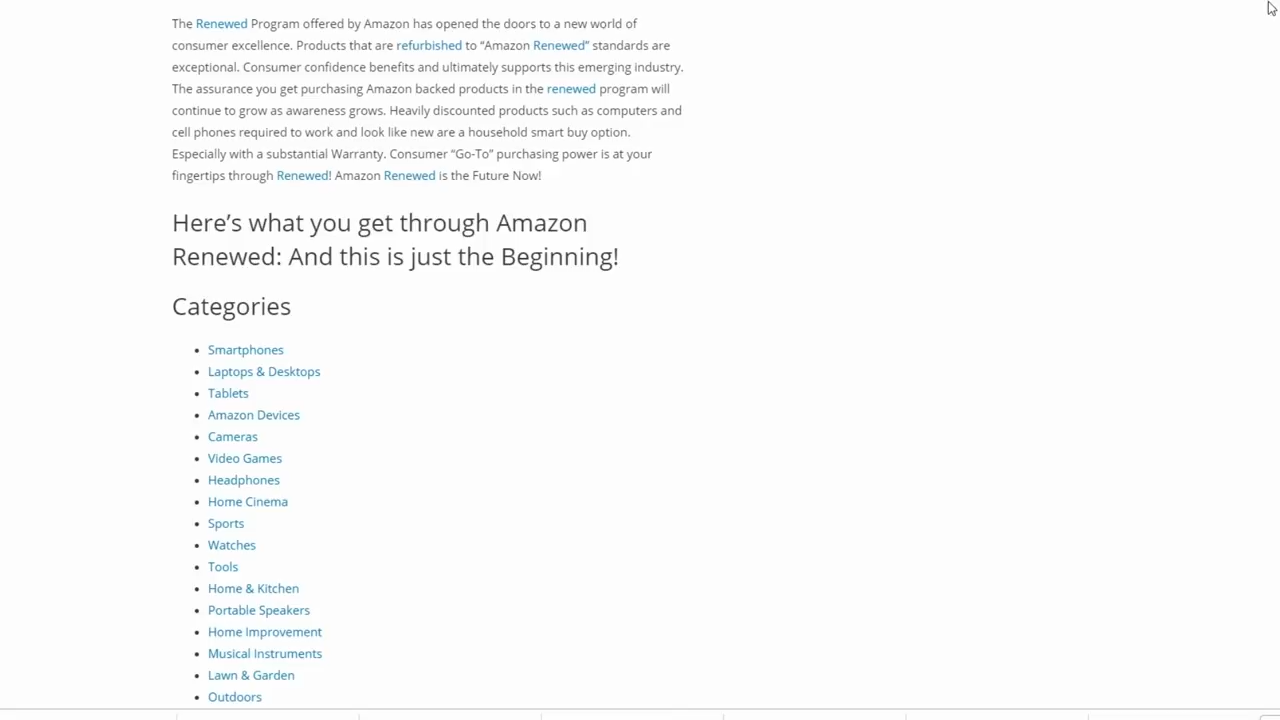 The Renewed Program offered by Amazon has opened the doors to a new world of
consumer excellence. Products that are refurbished to “Amazon Renewed” standards are
exceptional. Consumer confidence benefits and ultimately supports this emerging industry.
The assurance you get purchasing Amazon backed products in the renewed program will
continue to grow as awareness grows. Heavily discounted products such as computers and
cell phones required to work and look like new are a household smart buy option.
Especially with a substantial Warranty. Consumer “Go-To” purchasing power is at your
fingertips through Renewed! Amazon Renewed is the Future Now!
Here’s what you get through Amazon
Renewed: And this is just the Beginning!
Categories
• Smartphones
• Laptops & Desktops
• Tablets
• Amazon Devices
• Cameras
• Video Games
• Headphones
• Home Cinema
• Sports
• Watches
• Tools
• Home & Kitchen
• Portable Speakers
• Home Improvement
• Musical Instruments
• Lawn & Garden
• Outdoors